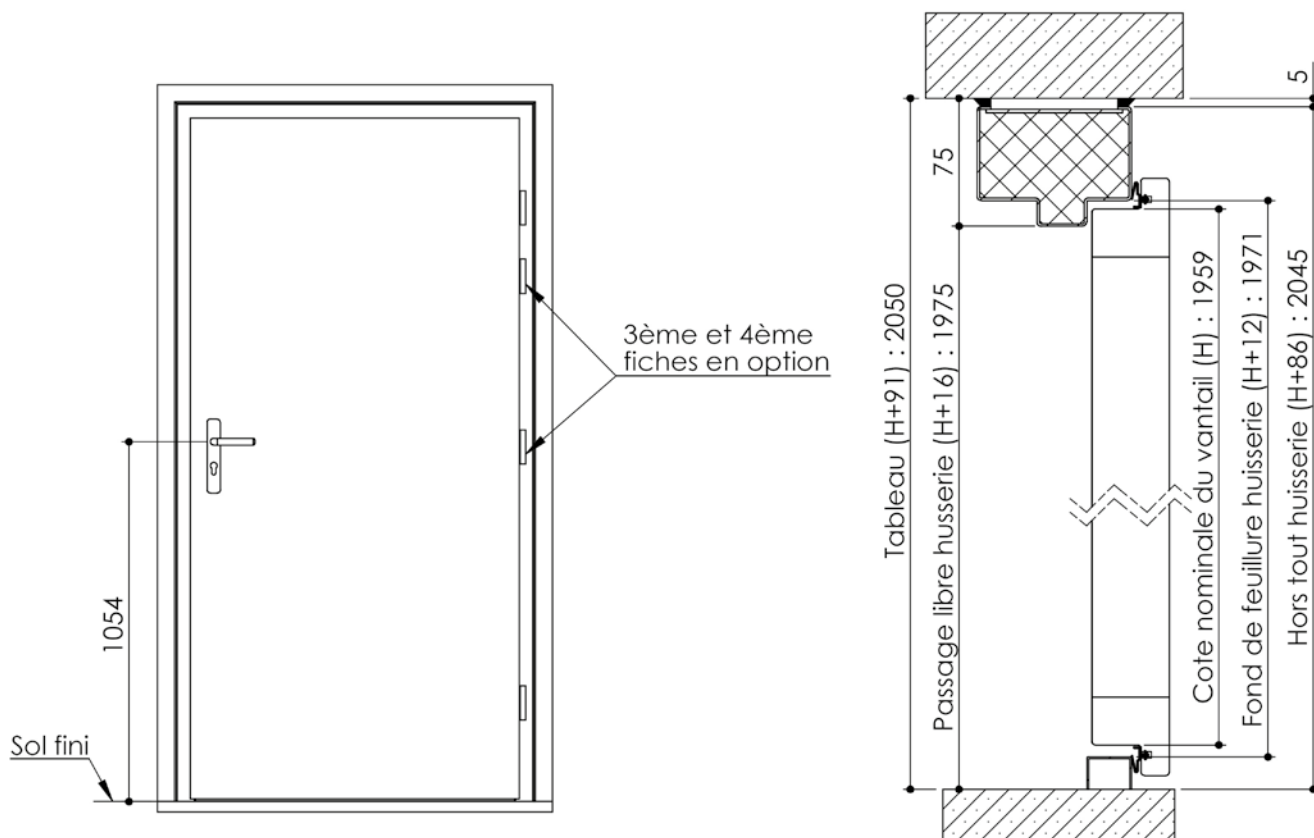 3ème et 4ème
fiches en option
1054
Sol fini
5
75
Tableau (H+91) : 2050
Passage libre husserie (H+16) : 1975
Cote nominale du vantail (H) : 1959
Fond de feuillure huisserie (H+12) : 1971
Hors tout huisserie (H+86) : 2045